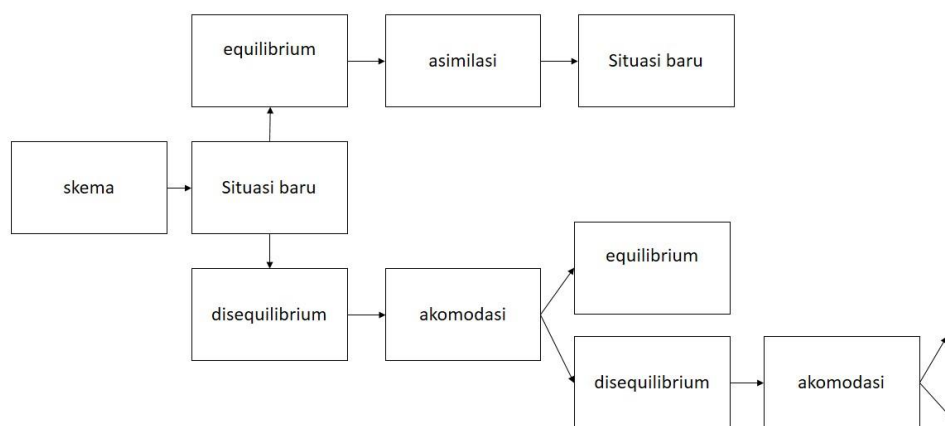 equilibrium
asimilasi
Situasi baru
skema
Situasi baru
equilibrium
disequilibrium
akomodasi
disequilibrium
akomodasi